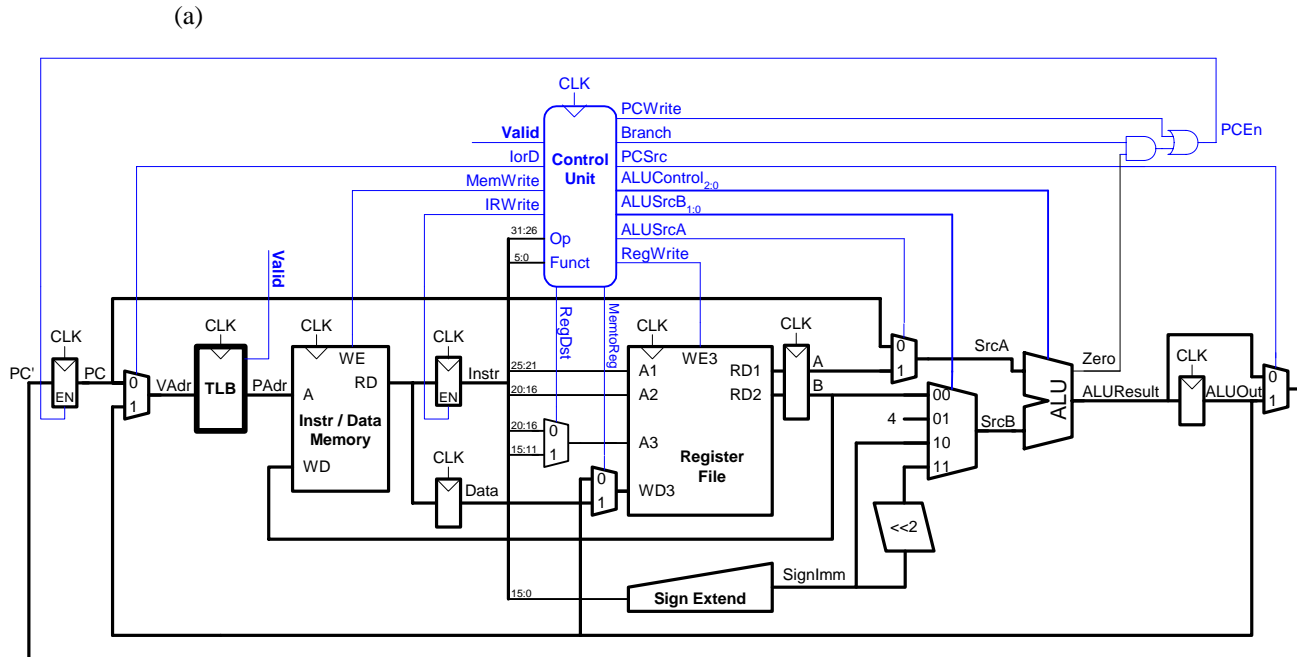 (a)
CLK
PCWrite
Valid
Branch
PCEn
IorD
Control
Unit
PCSrc
MemWrite
ALUControl2:0
IRWrite
ALUSrcB1:0
31:26
Op
ALUSrcA
5:0
Funct
RegWrite
Valid
RegDst
MemtoReg
CLK
CLK
CLK
CLK
CLK
CLK
CLK
PC'
EN
PC
0
1
VAdr
TLB
PAdr
WE
A
RD
Instr / Data
Memory
WD
EN
Instr
25:21
20:16
20:16
15:11
0
1
A1
A2
A3
WD3
WE3
RD1
RD2
Register
File
A
B
0
1
SrcA
4
00
01
10
11
SrcB
ALU
Zero
ALUResult
ALUOut
0
1
CLK
Data
0
1
<<2
15:0
Sign Extend
SignImm